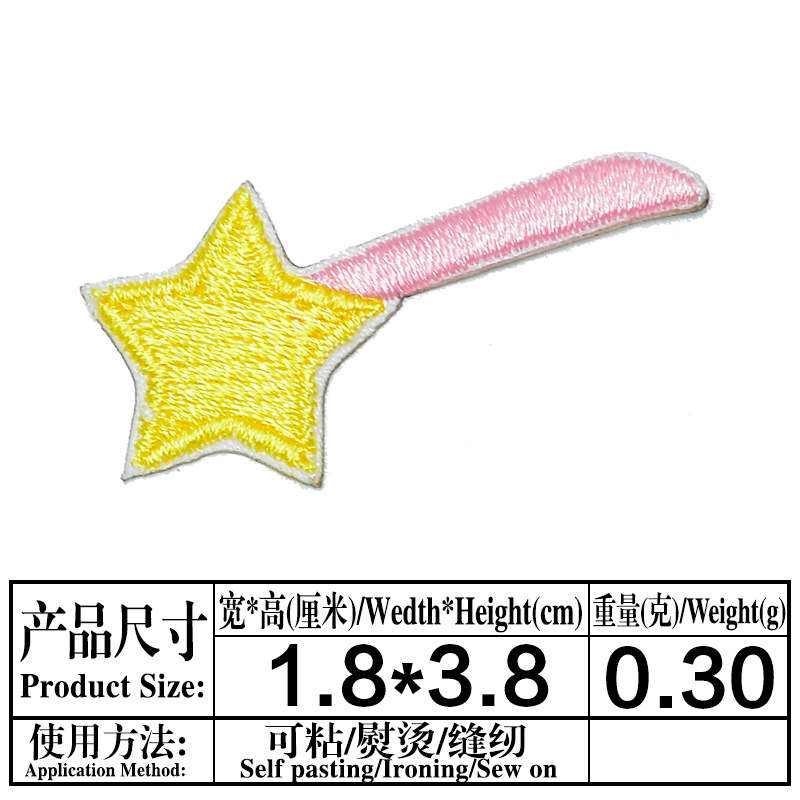 产品尺寸
Product Size:
宽*高(厘米)/Wedth*Height(cm)
1.8*3.8
重量(克)/Weight(g)
0.30
使用方法:
Application Method:
可粘/熨烫/缝纫
Self pasting/Ironing/Sew on